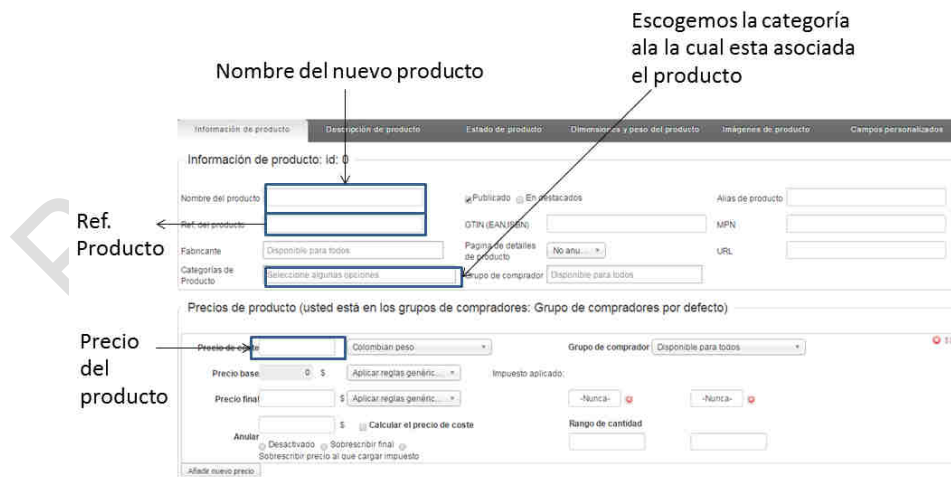 Escogemos la categoría
ala la cual esta asociada
el producto
Nombre del nuevo producto
Información de producto
Descripción de producto
Estado de producto
Dimensiones y peso del producto
Imágenes de producto
Campos personalizados
Información de producto: id: 0
Nombre del producto
Publicado
En destacados
Alias de producto
Ref.
Producto
Ref. del producto
GTIN (EAN,ISBN)
MPN
Fabricante
Disponible para todos
Pagina de detalles
de producto
No anu...
URL
Categorías de
Producto
Seleccione algunas opciones
Grupo de comprador
Disponible para todos
Precios de producto (usted está en los grupos de compradores: Grupo de compradores por defecto)
Precio
del
producto
Precio de coste
Colombian peso
Grupo de comprador
Disponible para todos
Precio base
0 $
Aplicar reglas genéric...
Impuesto aplicado:
Precio final
$
Aplicar reglas genéric...
-Nunca-
-Nunca-
$
Calcular el precio de coste
Rango de cantidad
Anular
Desactivado
Sobrescribir final
Sobrescribir precio al que cargar impuesto
Añadir nuevo precio